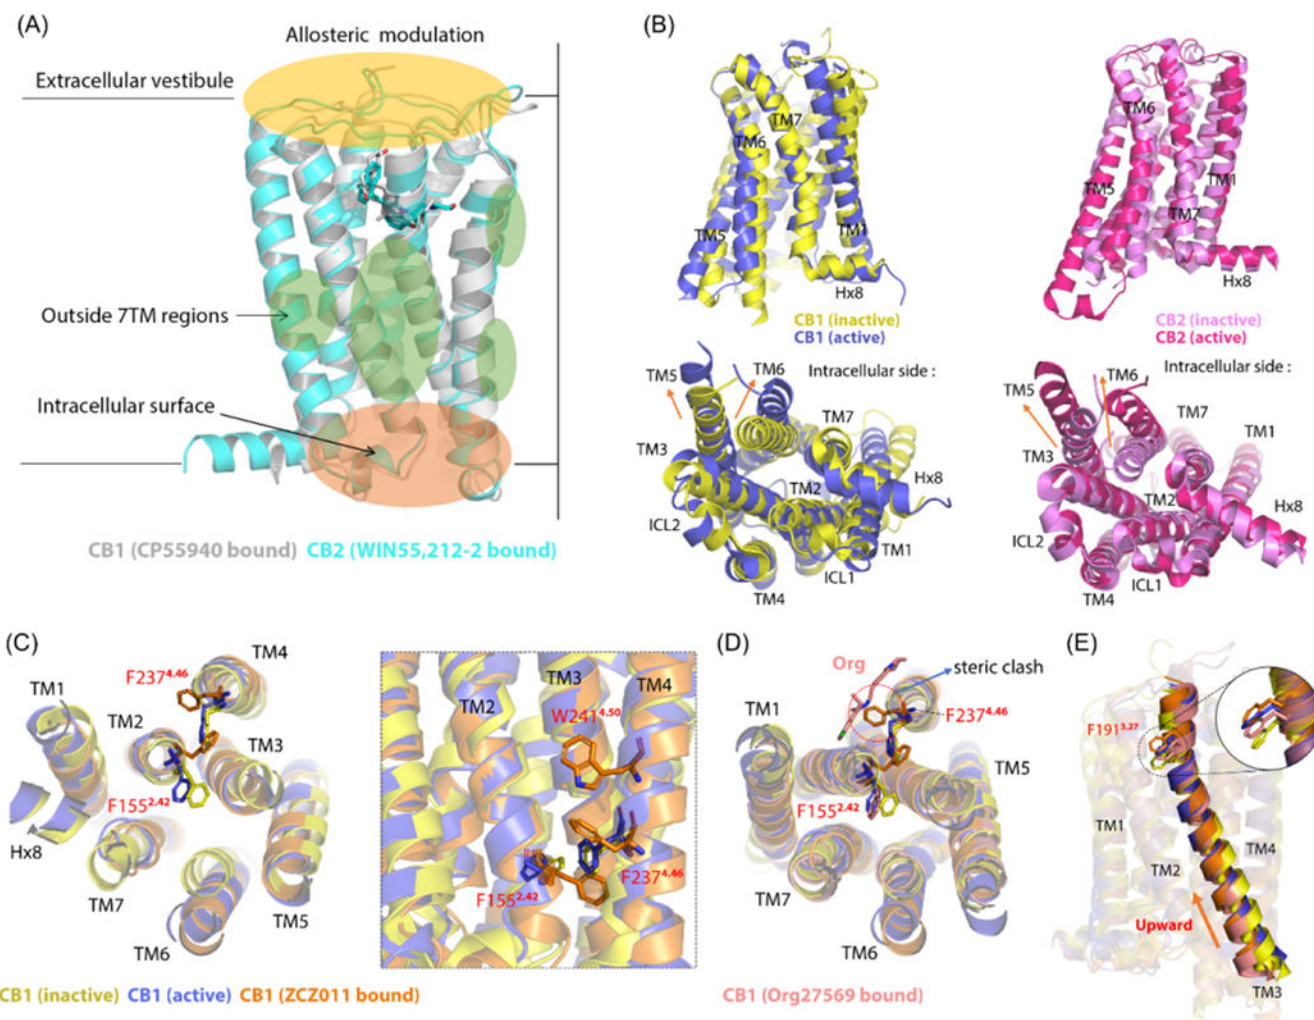 (A)
Allosteric modulation
Extracellular vestibule
Outside 7TM regions
Intracellular surface
CB1 (CP55940 bound) CB2 (WIN55,212-2 bound)
(B)
TM7
TM6
TM5
TM1
Hx8
CB1 (inactive)
CB1 (active)
TM6
TM5
TM1
TM7
Hx8
CB2 (inactive)
CB2 (active)
TM5
TM6
Intracellular side :
TM7
TM3
TM2
Hx8
ICL2
TM1
ICL1
TM4
Intracellular side :
TM6
TM5
TM7
TM1
TM3
TM2
Hx8
ICL2
ICL1
TM4
(C)
TM4
F237^4.46
TM1
TM2
TM3
F155^2.42
Hx8
TM7
TM5
TM6
TM3
TM4
TM2
W241^4.50
F237^4.46
F155^2.42
CB1 (inactive) CB1 (active) CB1 (ZCZ011 bound)
(D)
Org
steric clash
TM1
F237^4.46
TM5
F155^2.42
TM7
TM6
CB1 (Org27569 bound)
(E)
F191^3.27
TM1
TM4
TM2
Upward
TM3